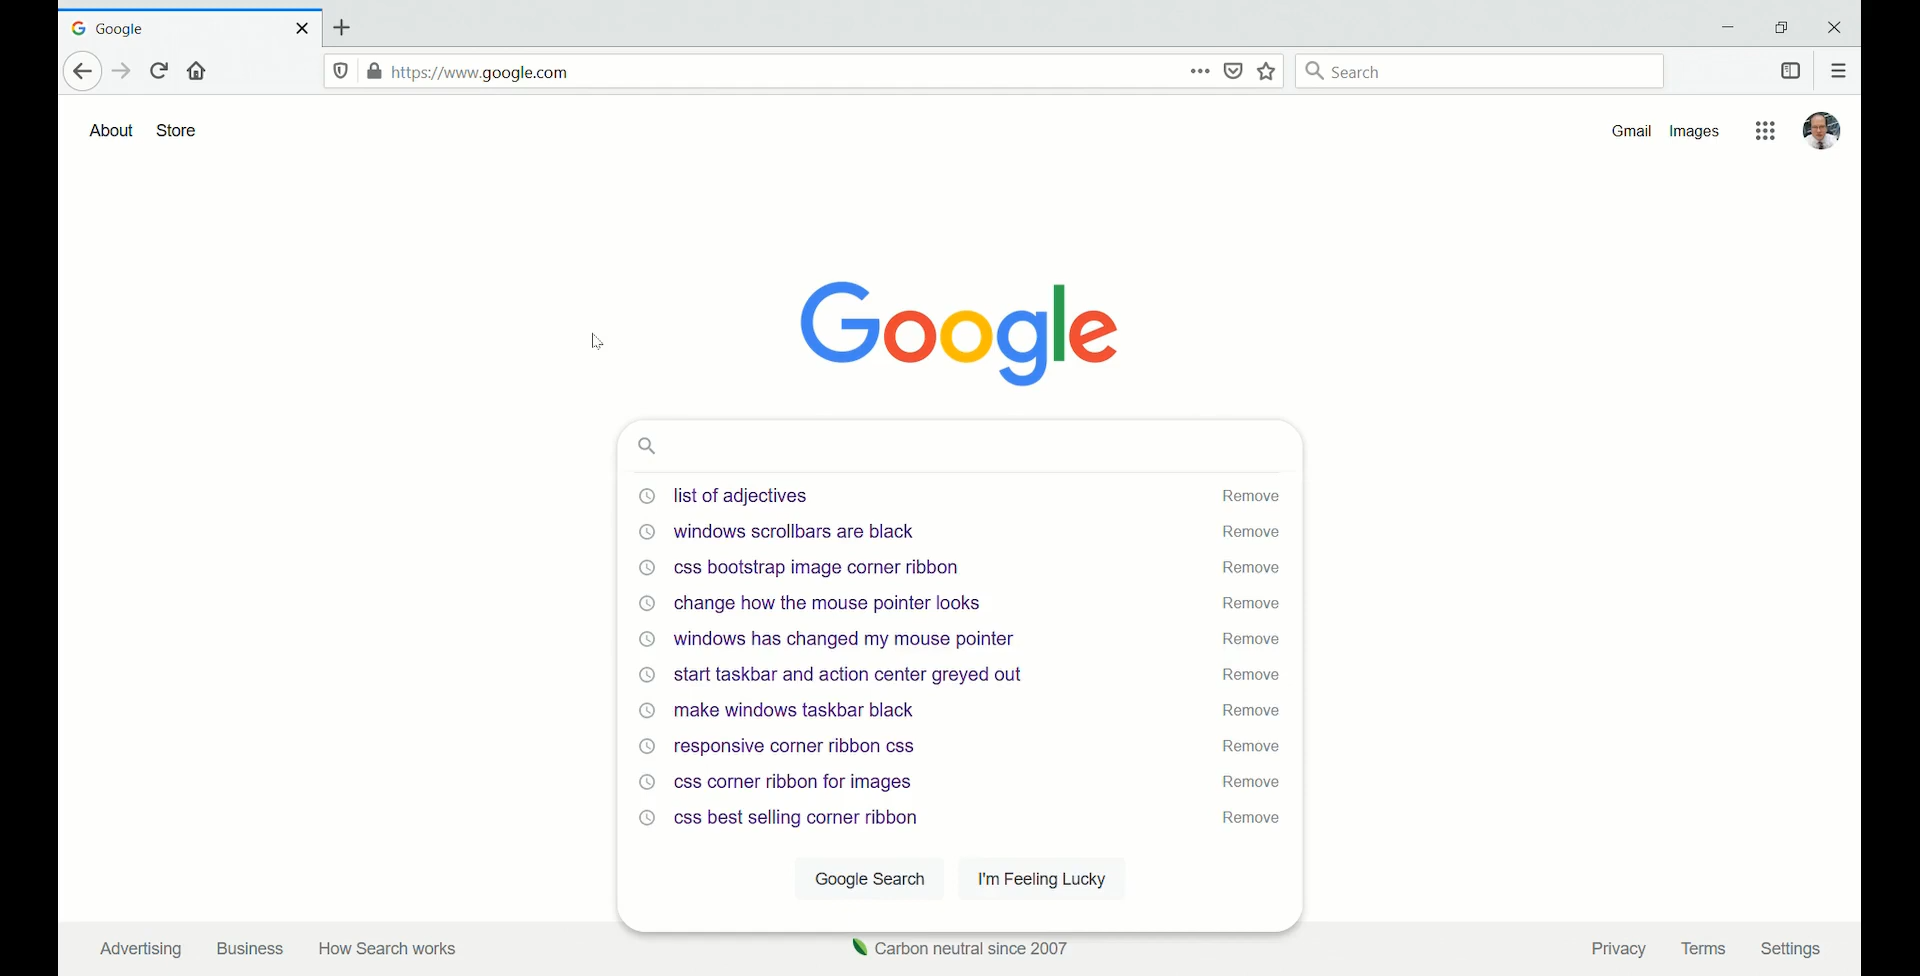 Google
https://www.google.com
Search
About Store
Gmail Images
Google
list of adjectives Remove
windows scrollbars are black Remove
css bootstrap image corner ribbon Remove
change how the mouse pointer looks Remove
windows has changed my mouse pointer Remove
start taskbar and action center greyed out Remove
make windows taskbar black Remove
responsive corner ribbon css Remove
css corner ribbon for images Remove
css best selling corner ribbon Remove
Google Search I'm Feeling Lucky
Advertising Business How Search works Carbon neutral since 2007 Privacy Terms Settings